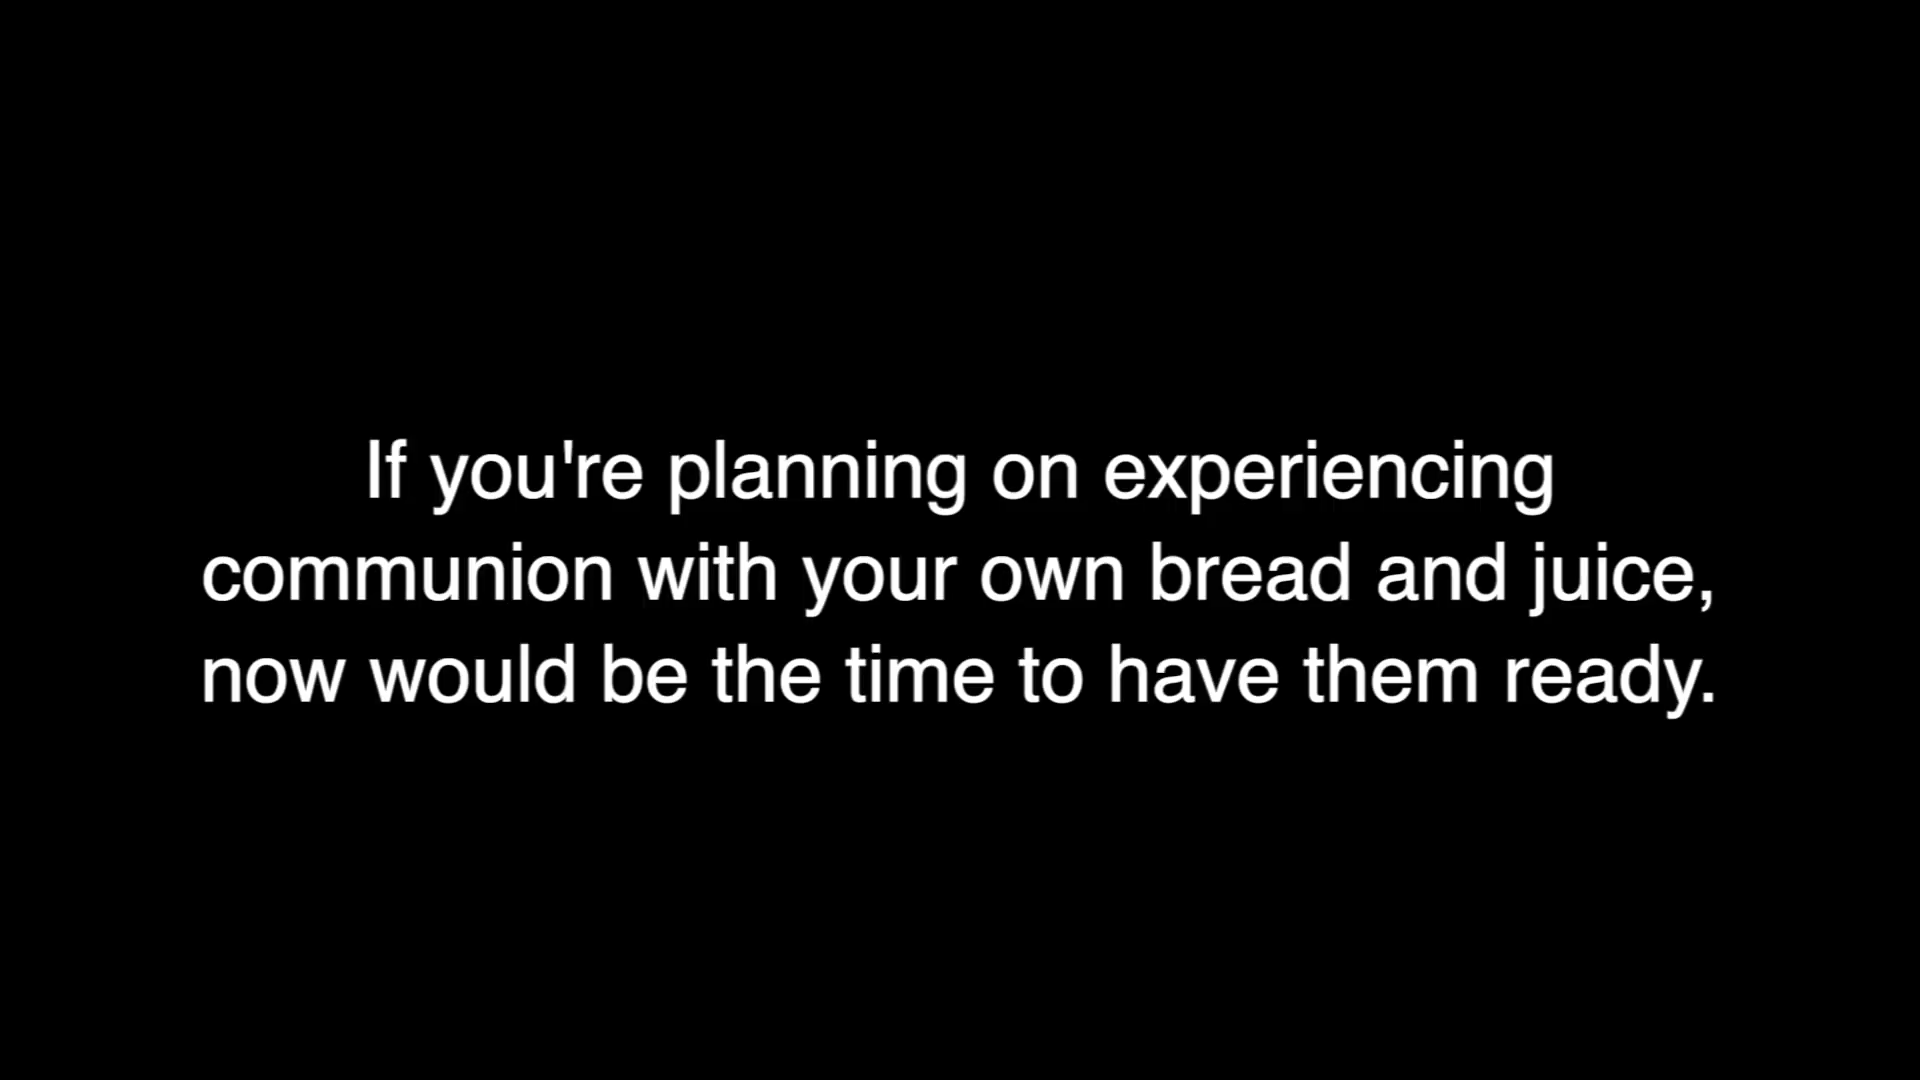 If you're planning on experiencing
communion with your own bread and juice,
now would be the time to have them ready.